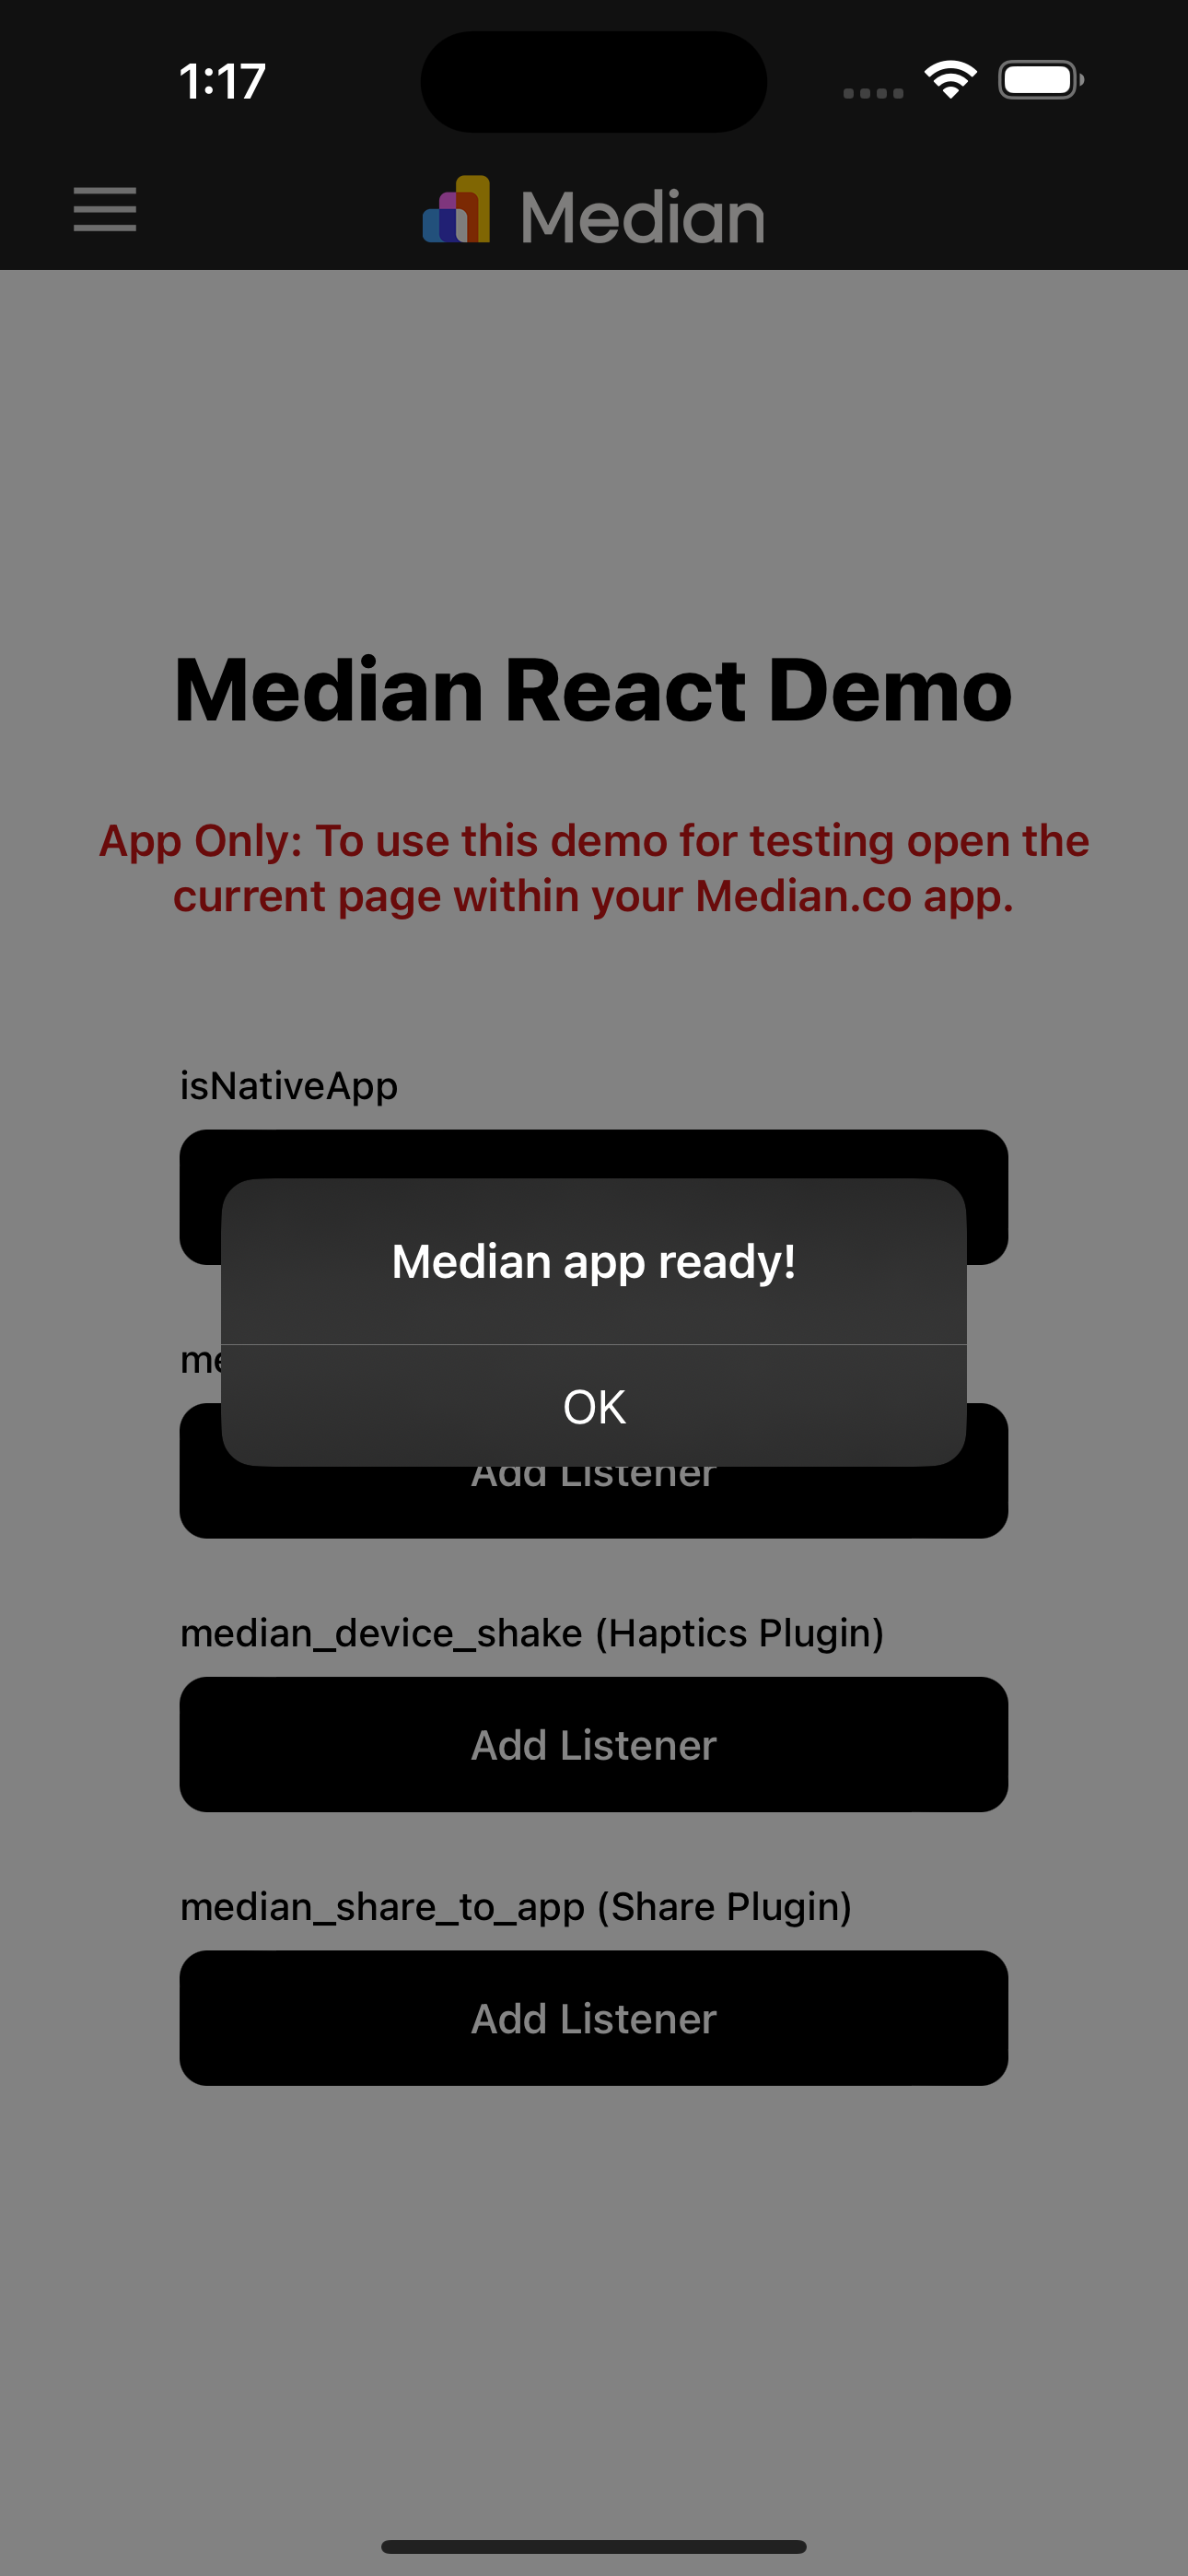 1:17
Median
Median React Demo
App Only: To use this demo for testing open the
current page within your Median.co app.
isNativeApp
Median app ready!
OK
Add Listener
median_device_shake (Haptics Plugin)
Add Listener
median_share_to_app (Share Plugin)
Add Listener